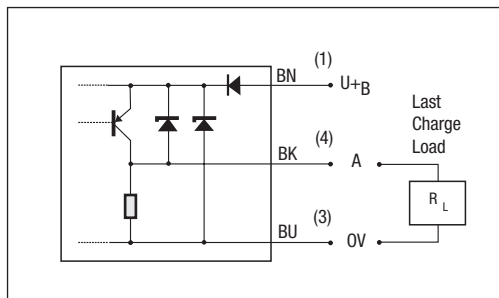 (1)
BN U+B
Last
Charge
Load
(4)
BK A
R L
(3)
BU 0V